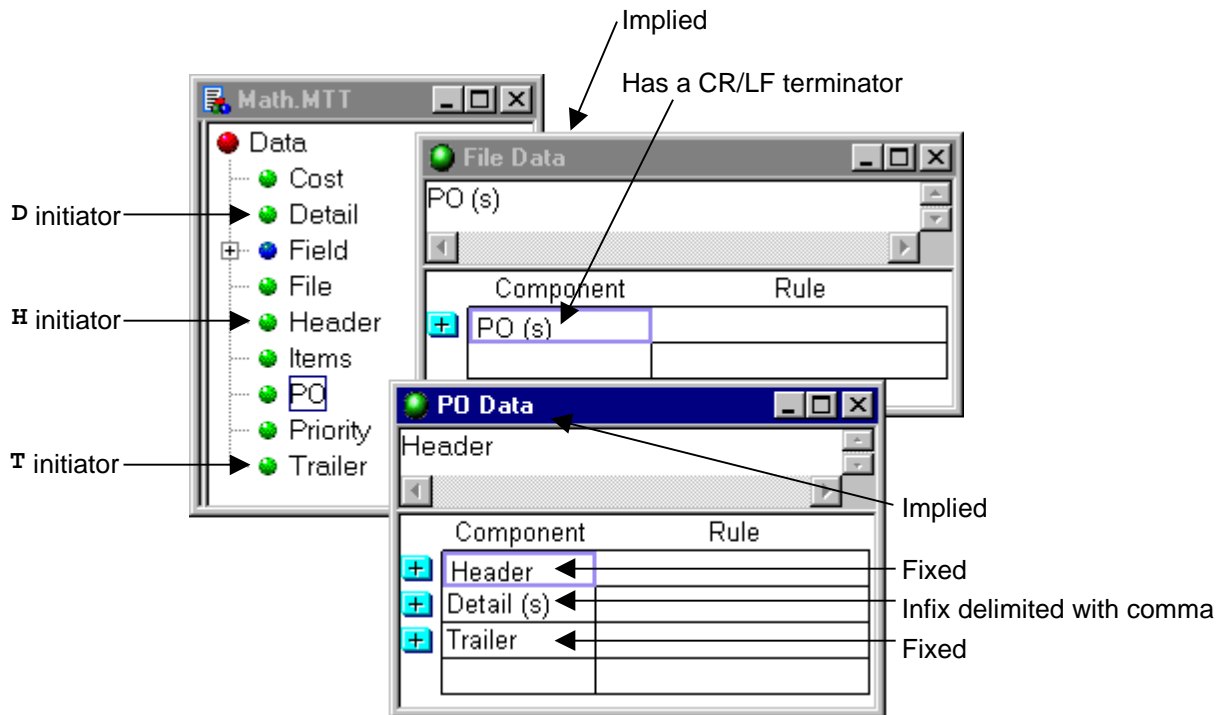 Implied
Has a CR/LF terminator
Math.MTT
Data
Cost
D initiator
Detail
Field
File
H initiator
Header
Items
PO
Priority
T initiator
Trailer
File Data
PO (s)
Component Rule
PO (s)
PO Data
Header
Implied
Component Rule
Header
Fixed
Detail (s)
Infix delimited with comma
Trailer
Fixed